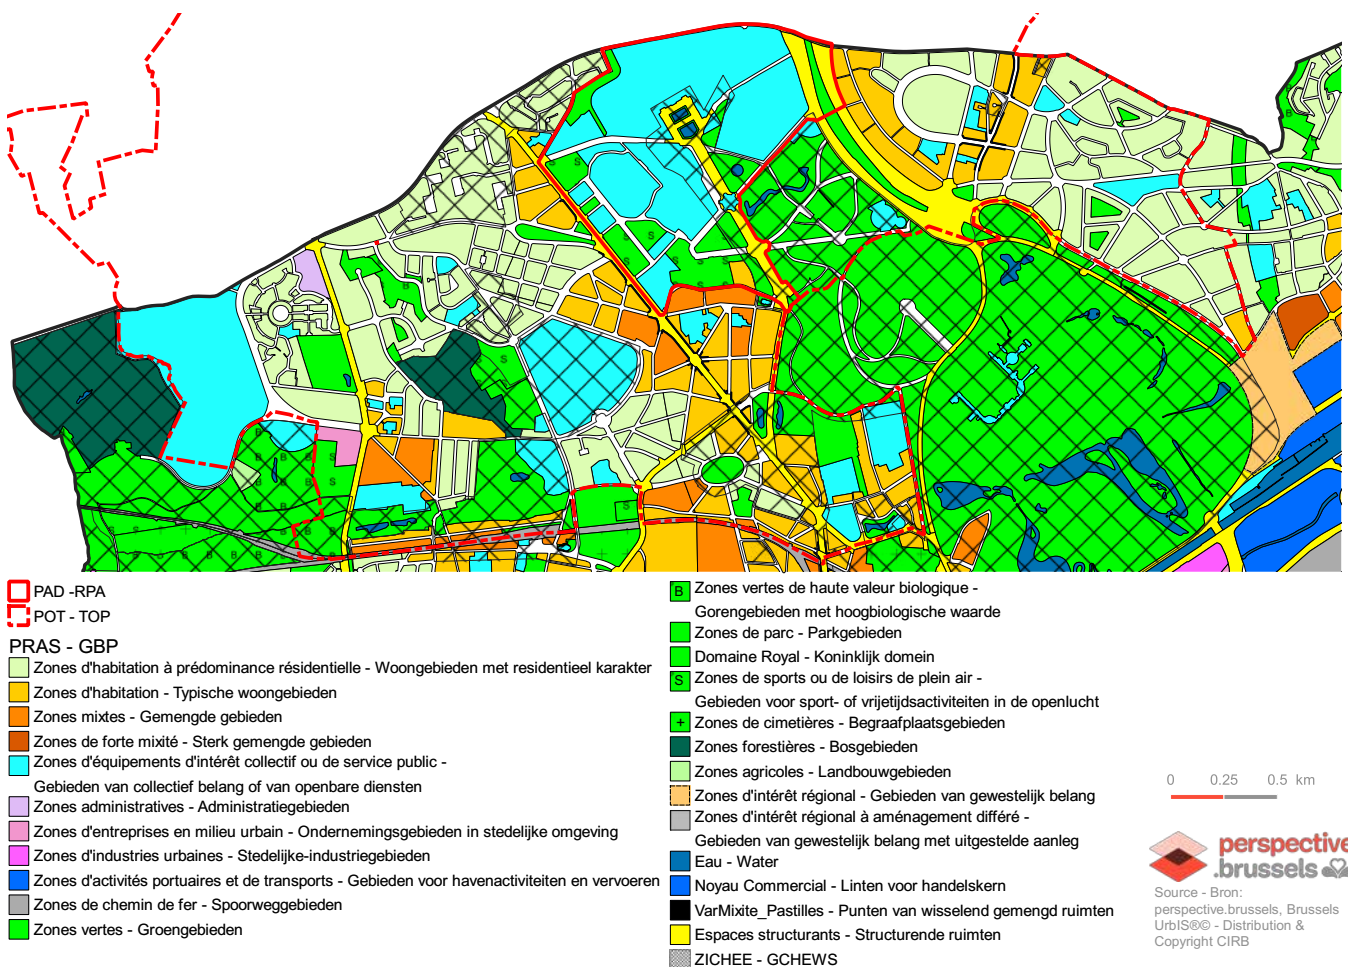 PAD -RPA
POT - TOP
PRAS - GBP
Zones d'habitation à prédominance résidentielle - Woongebieden met residentieel karakter
Zones d'habitation - Typische woongebieden
Zones mixtes - Gemengde gebieden
Zones de forte mixité - Sterk gemengde gebieden
Zones d'équipements d'intérêt collectif ou de service public -
Gebieden van collectief belang of van openbare diensten
Zones administratives - Administratiegebieden
Zones d'entreprises en milieu urbain - Ondernemingsgebieden in stedelijke omgeving
Zones d'industries urbaines - Stedelijke-industriegebieden
Zones d'activités portuaires et de transports - Gebieden voor havenactiviteiten en vervoeren
Zones de chemin de fer - Spoorweggebieden
Zones vertes - Groengebieden
B Zones vertes de haute valeur biologique -
Gorengebieden met hoogbiologische waarde
Zones de parc - Parkgebieden
Domaine Royal - Koninklijk domein
S Zones de sports ou de loisirs de plein air -
Gebieden voor sport- of vrijetijdsactiviteiten in de openlucht
+ Zones de cimetières - Begraafplaatsgebieden
Zones forestières - Bosgebieden
Zones agricoles - Landbouwgebieden
Zones d'intérêt régional - Gebieden van gewestelijk belang
Zones d'intérêt régional à aménagement différé -
Gebieden van gewestelijk belang met uitgestelde aanleg
Eau - Water
Noyau Commercial - Linten voor handelskern
VarMixite_Pastilles - Punten van wisselend gemengd ruimten
Espaces structurants - Structurende ruimten
ZICHEE - GCHEWS
0 0.25 0.5 km
perspective
.brussels
Source - Bron:
perspective.brussels, Brussels
UrbIS®© - Distribution &
Copyright CIRB